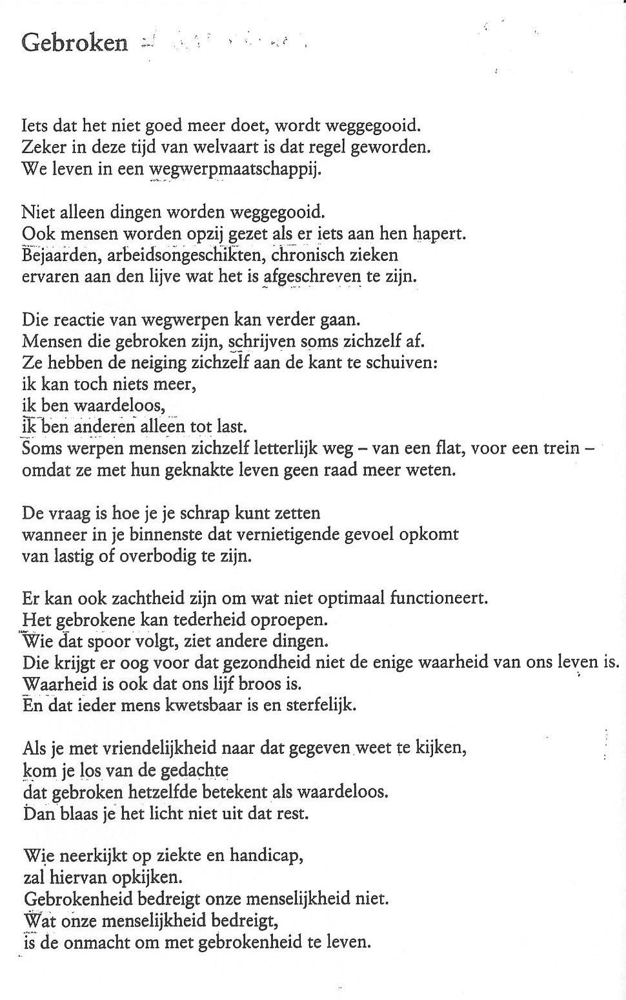 Gebroken
Iets dat het niet goed meer doet, wordt weggegooid.
Zeker in deze tijd van welvaart is dat regel geworden.
We leven in een wegwerpmaatschappij.
Niet alleen dingen worden weggegooid.
Ook mensen worden opzij gezet als er iets aan hen hapert.
Bejaarden, arbeidsongeschikten, chronisch zieken
ervaren aan den lijve wat het is afgeschreven te zijn.
Die reactie van wegwerpen kan verder gaan.
Mensen die gebroken zijn, schrijven soms zichzelf af.
Ze hebben de neiging zichzelf aan de kant te schuiven:
ik kan toch niets meer,
ik ben waardeloos,
ik ben anderen alleen tot last.
Soms werpen mensen zichzelf letterlijk weg – van een flat, voor een trein –
omdat ze met hun geknakte leven geen raad meer weten.
De vraag is hoe je je schrap kunt zetten
wanneer in je binnenste dat vernietigende gevoel opkomt
van lastig of overbodig te zijn.
Er kan ook zachtheid zijn om wat niet optimaal functioneert.
Het gebrokene kan tederheid oproepen.
Wie dat spoor volgt, ziet andere dingen.
Die krijgt er oog voor dat gezondheid niet de enige waarheid van ons leven is.
Waarheid is ook dat ons lijf broos is.
En dat ieder mens kwetsbaar is en sterfelijk.
Als je met vriendelijkheid naar dat gegeven weet te kijken,
kom je los van de gedachte
dat gebroken hetzelfde betekent als waardeloos.
Dan blaas je het licht niet uit dat rest.
Wie neerkijkt op ziekte en handicap,
zal hiervan opkijken.
Gebrokenheid bedreigt onze menselijkheid niet.
Wat onze menselijkheid bedreigt,
is de onmacht om met gebrokenheid te leven.